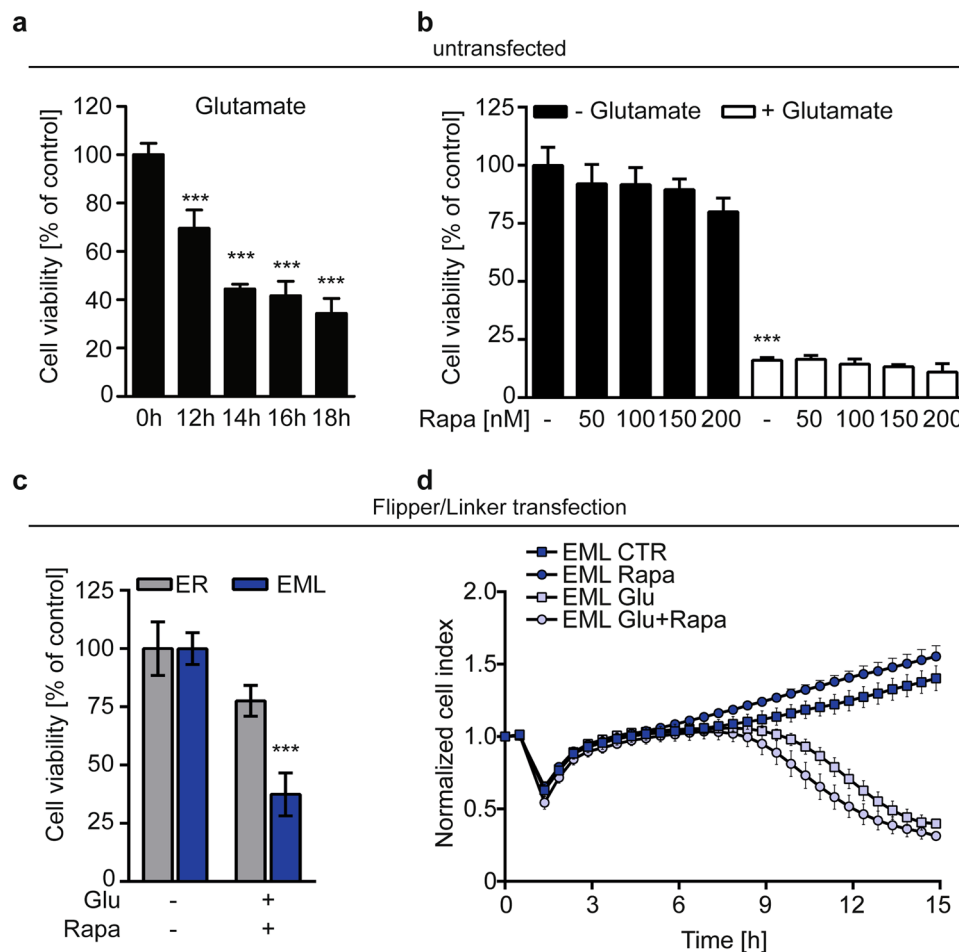 a
b
untransfected
Glutamate
Cell viability [% of control]
120
100
80
60
40
20
0
***
***
***
***
0h 12h 14h 16h 18h
- Glutamate + Glutamate
Cell viability [% of control]
125
100
75
50
25
0
***
Rapa [nM] - 50 100 150 200 - 50 100 150 200
c
d
Flipper/Linker transfection
ER EML
Cell viability [% of control]
125
100
75
50
25
0
***
Glu - +
Rapa - +
EML CTR
EML Rapa
EML Glu
EML Glu+Rapa
Normalized cell index
2.0
1.5
1.0
0.5
0
0 3 6 9 12 15
Time [h]